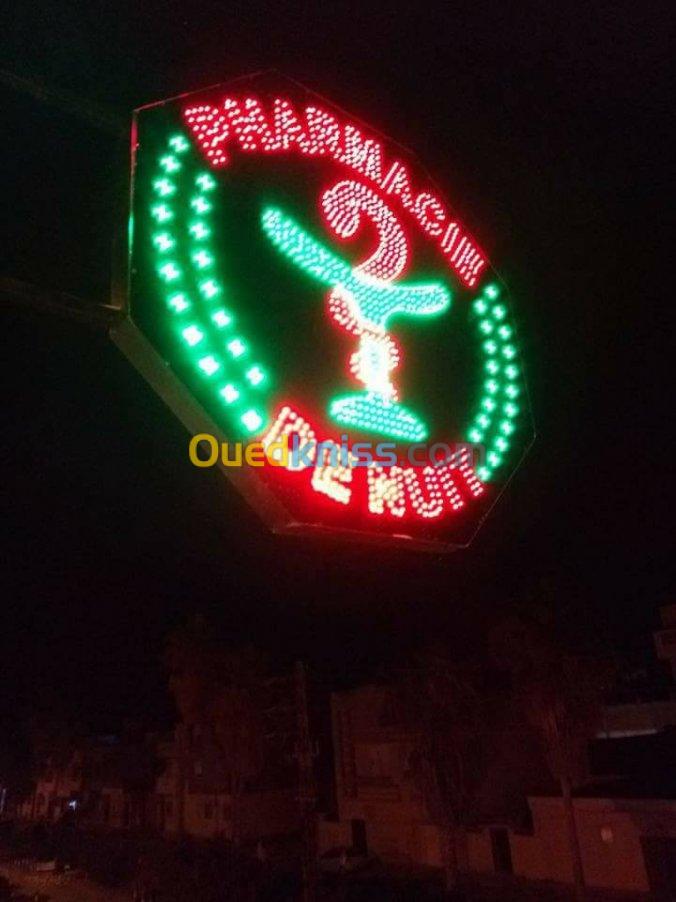 PHARMACIE
Ouedkniss.com
DE NUIT